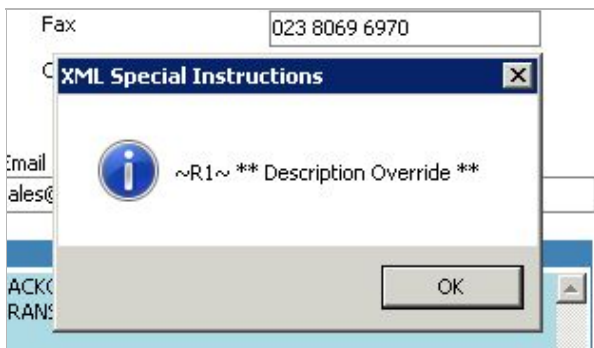 Fax
023 8069 6970
XML Special Instructions
~R1~ ** Description Override **
OK